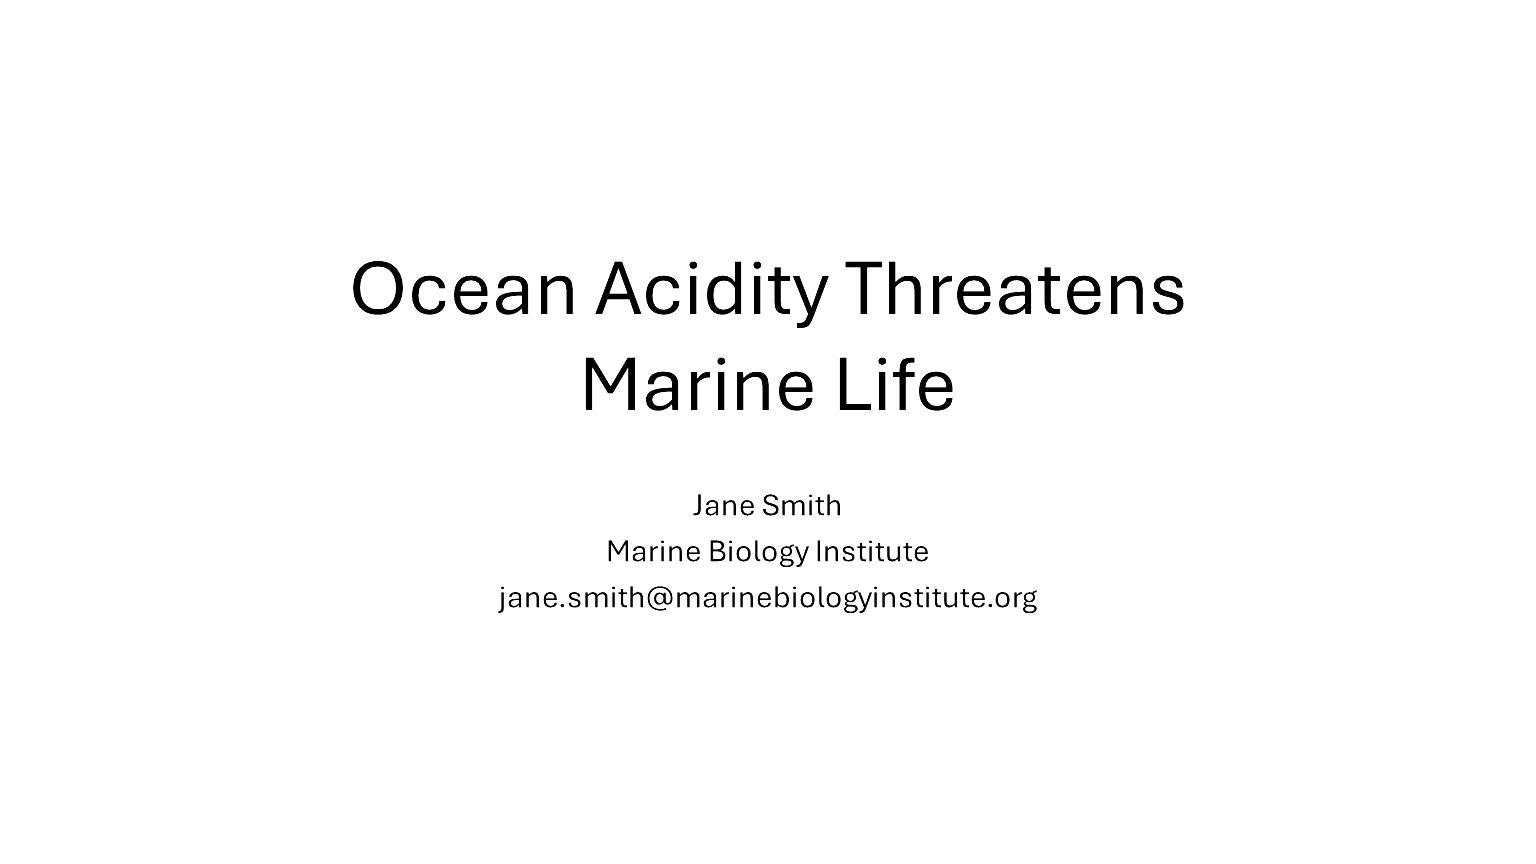 Ocean Acidity Threatens
Marine Life
Jane Smith
Marine Biology Institute
jane.smith@marinebiologyinstitute.org